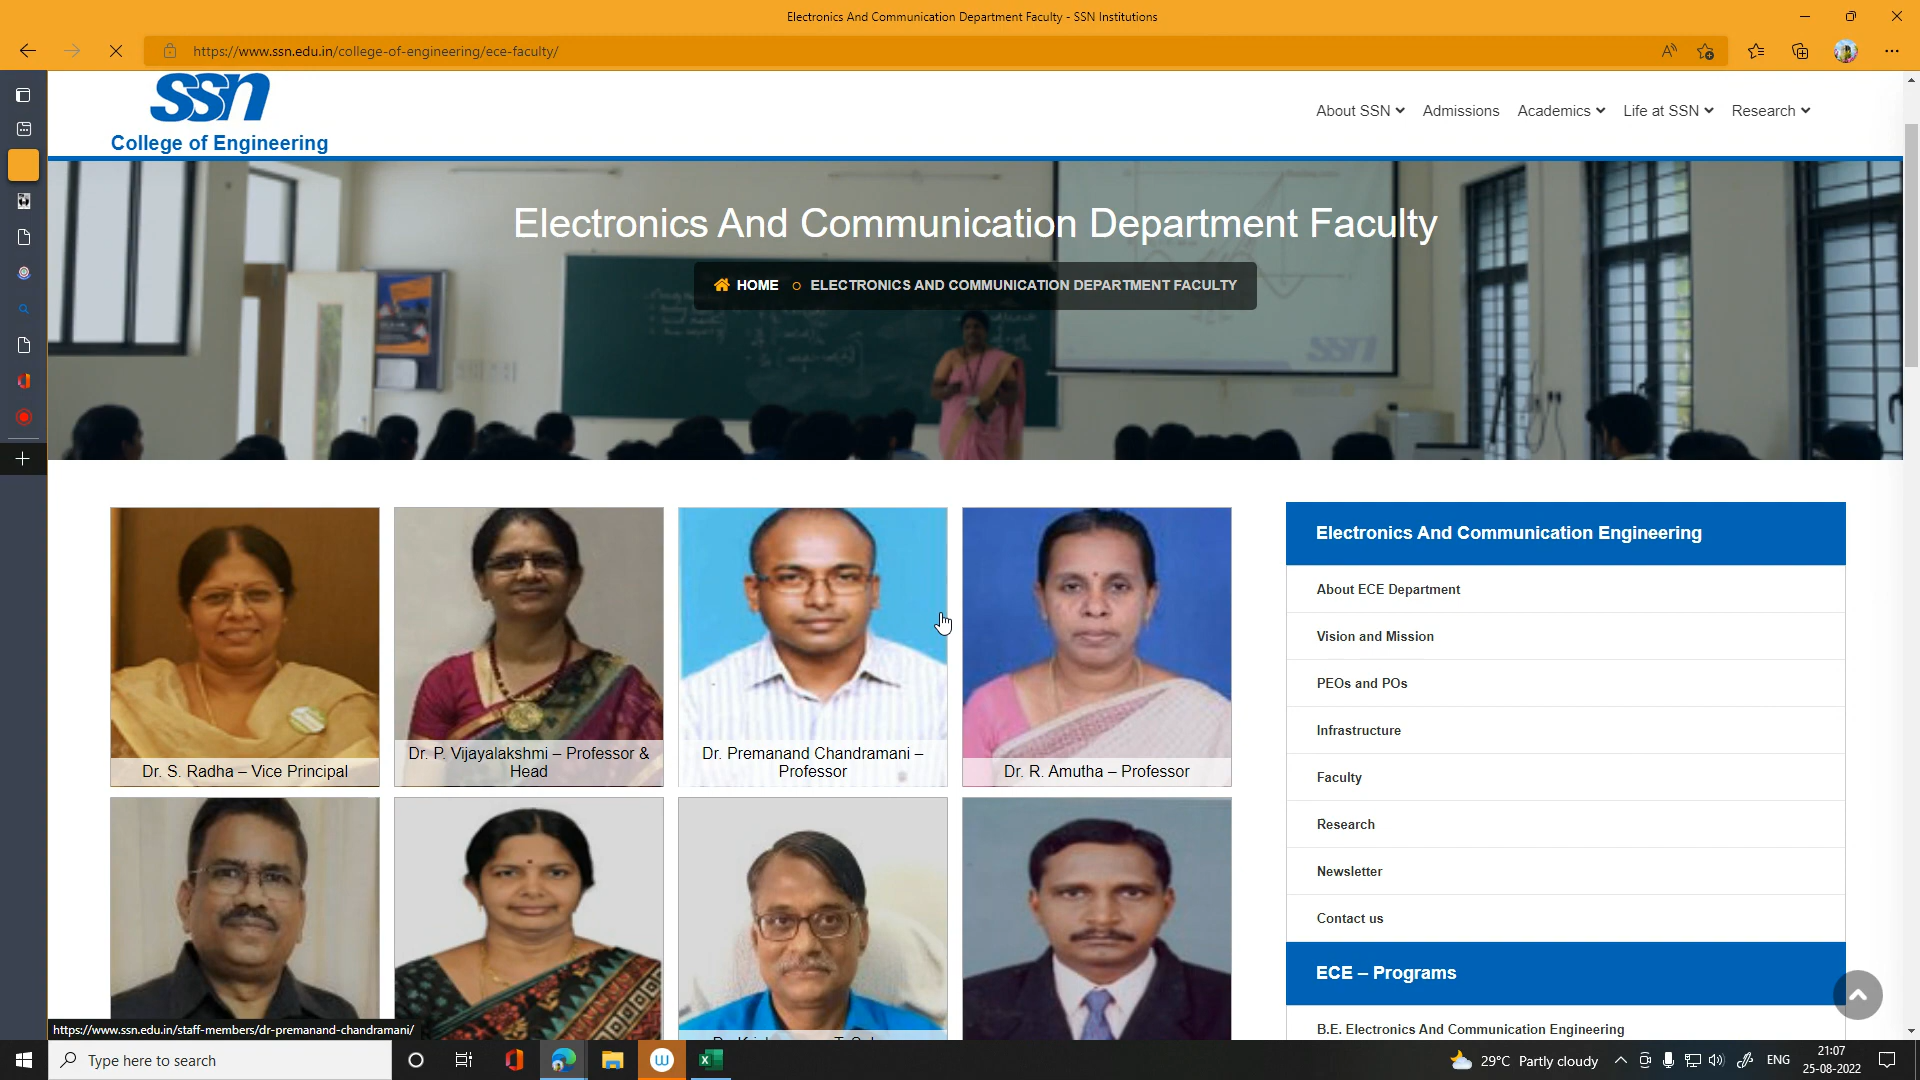 Electronics And Communication Department Faculty - SSN Institutions
https://www.ssn.edu.in/college-of-engineering/ece-faculty/
ssn
College of Engineering
About SSN
Admissions
Academics
Life at SSN
Research
Electronics And Communication Department Faculty
HOME
ELECTRONICS AND COMMUNICATION DEPARTMENT FACULTY
ssn
Dr. S. Radha – Vice Principal
Dr. P. Vijayalakshmi – Professor &
Head
Dr. Premanand Chandramani –
Professor
Dr. R. Amutha – Professor
Electronics And Communication Engineering
About ECE Department
Vision and Mission
PEOs and POs
Infrastructure
Faculty
Research
Newsletter
Contact us
ECE – Programs
B.E. Electronics And Communication Engineering
https://www.ssn.edu.in/staff-members/dr-premanand-chandramani/
Type here to search
29°C Partly cloudy
ENG
21:07
25-08-2022